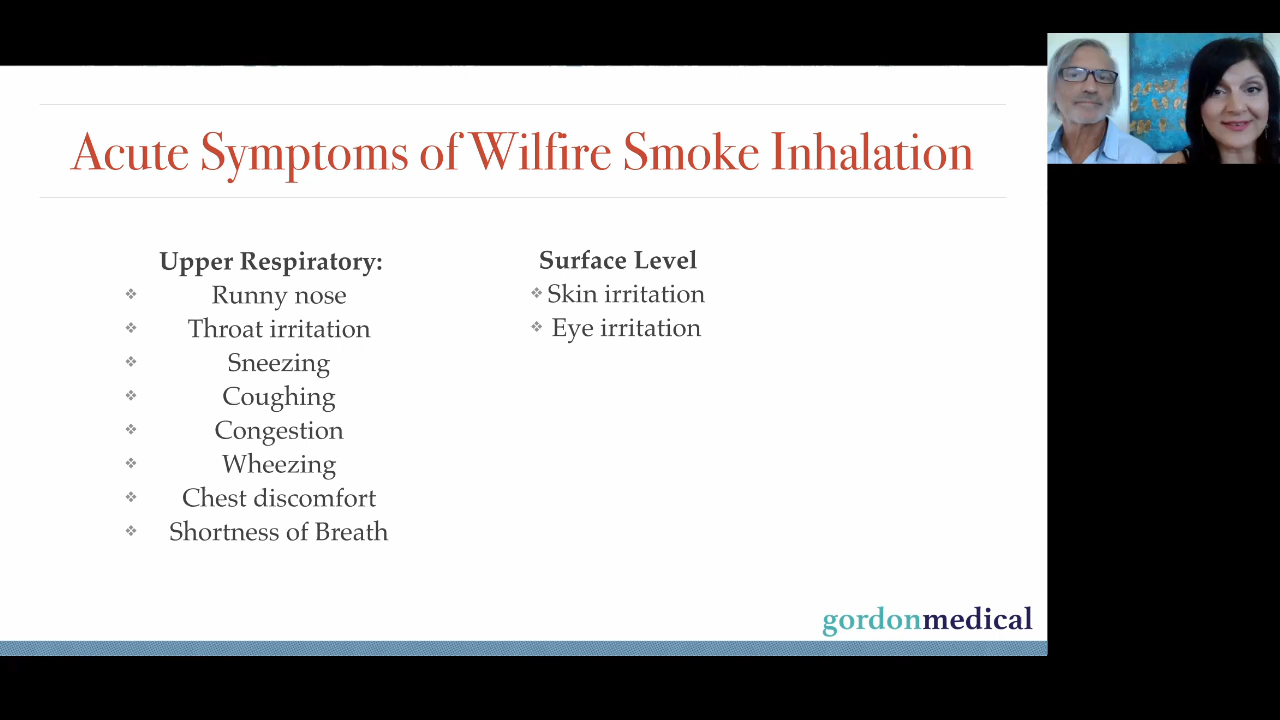 Acute Symptoms of Wilfire Smoke Inhalation
Upper Respiratory:
❖ Runny nose
❖ Throat irritation
❖ Sneezing
❖ Coughing
❖ Congestion
❖ Wheezing
❖ Chest discomfort
❖ Shortness of Breath
Surface Level
❖ Skin irritation
❖ Eye irritation
gordonmedical